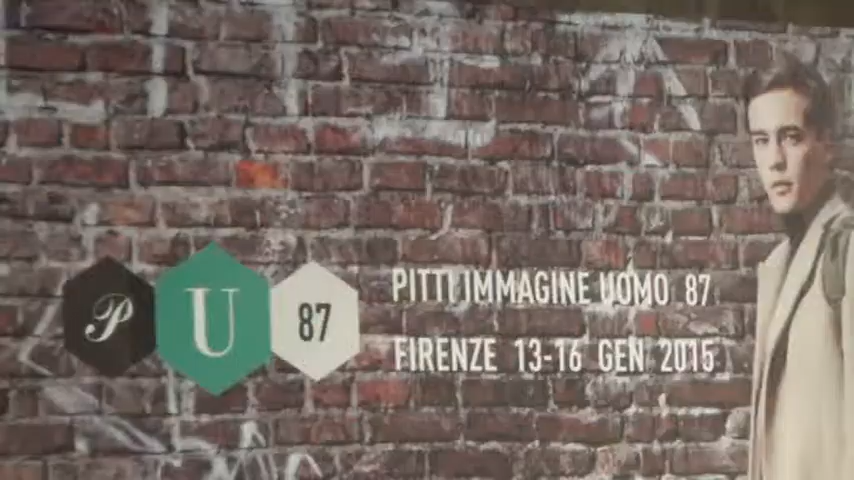 P U 87
PITTI IMMAGINE UOMO 87
FIRENZE 13-16 GEN 2015